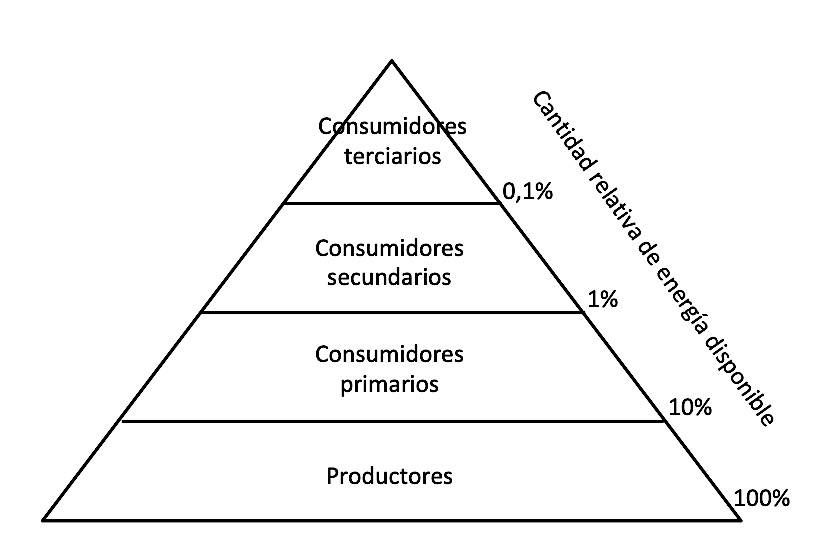 Consumidores
terciarios
0,1%
Consumidores
secundarios
1%
Consumidores
primarios
10%
Productores
100%
Cantidad relativa de energía disponible